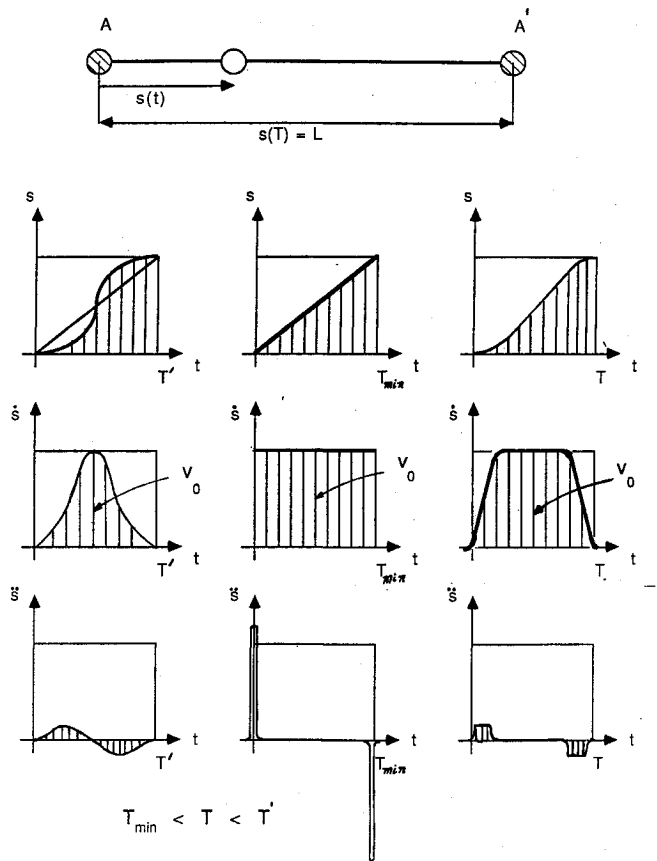 A A'
s(t)
s(T) = L
s s s
T' t T_min t T t
ṡ ṡ ṡ
v_0 v_0 v_0
T' t T_min t T t
s̈ s̈ s̈
t t t
T' T_min T
T_min < T < T'